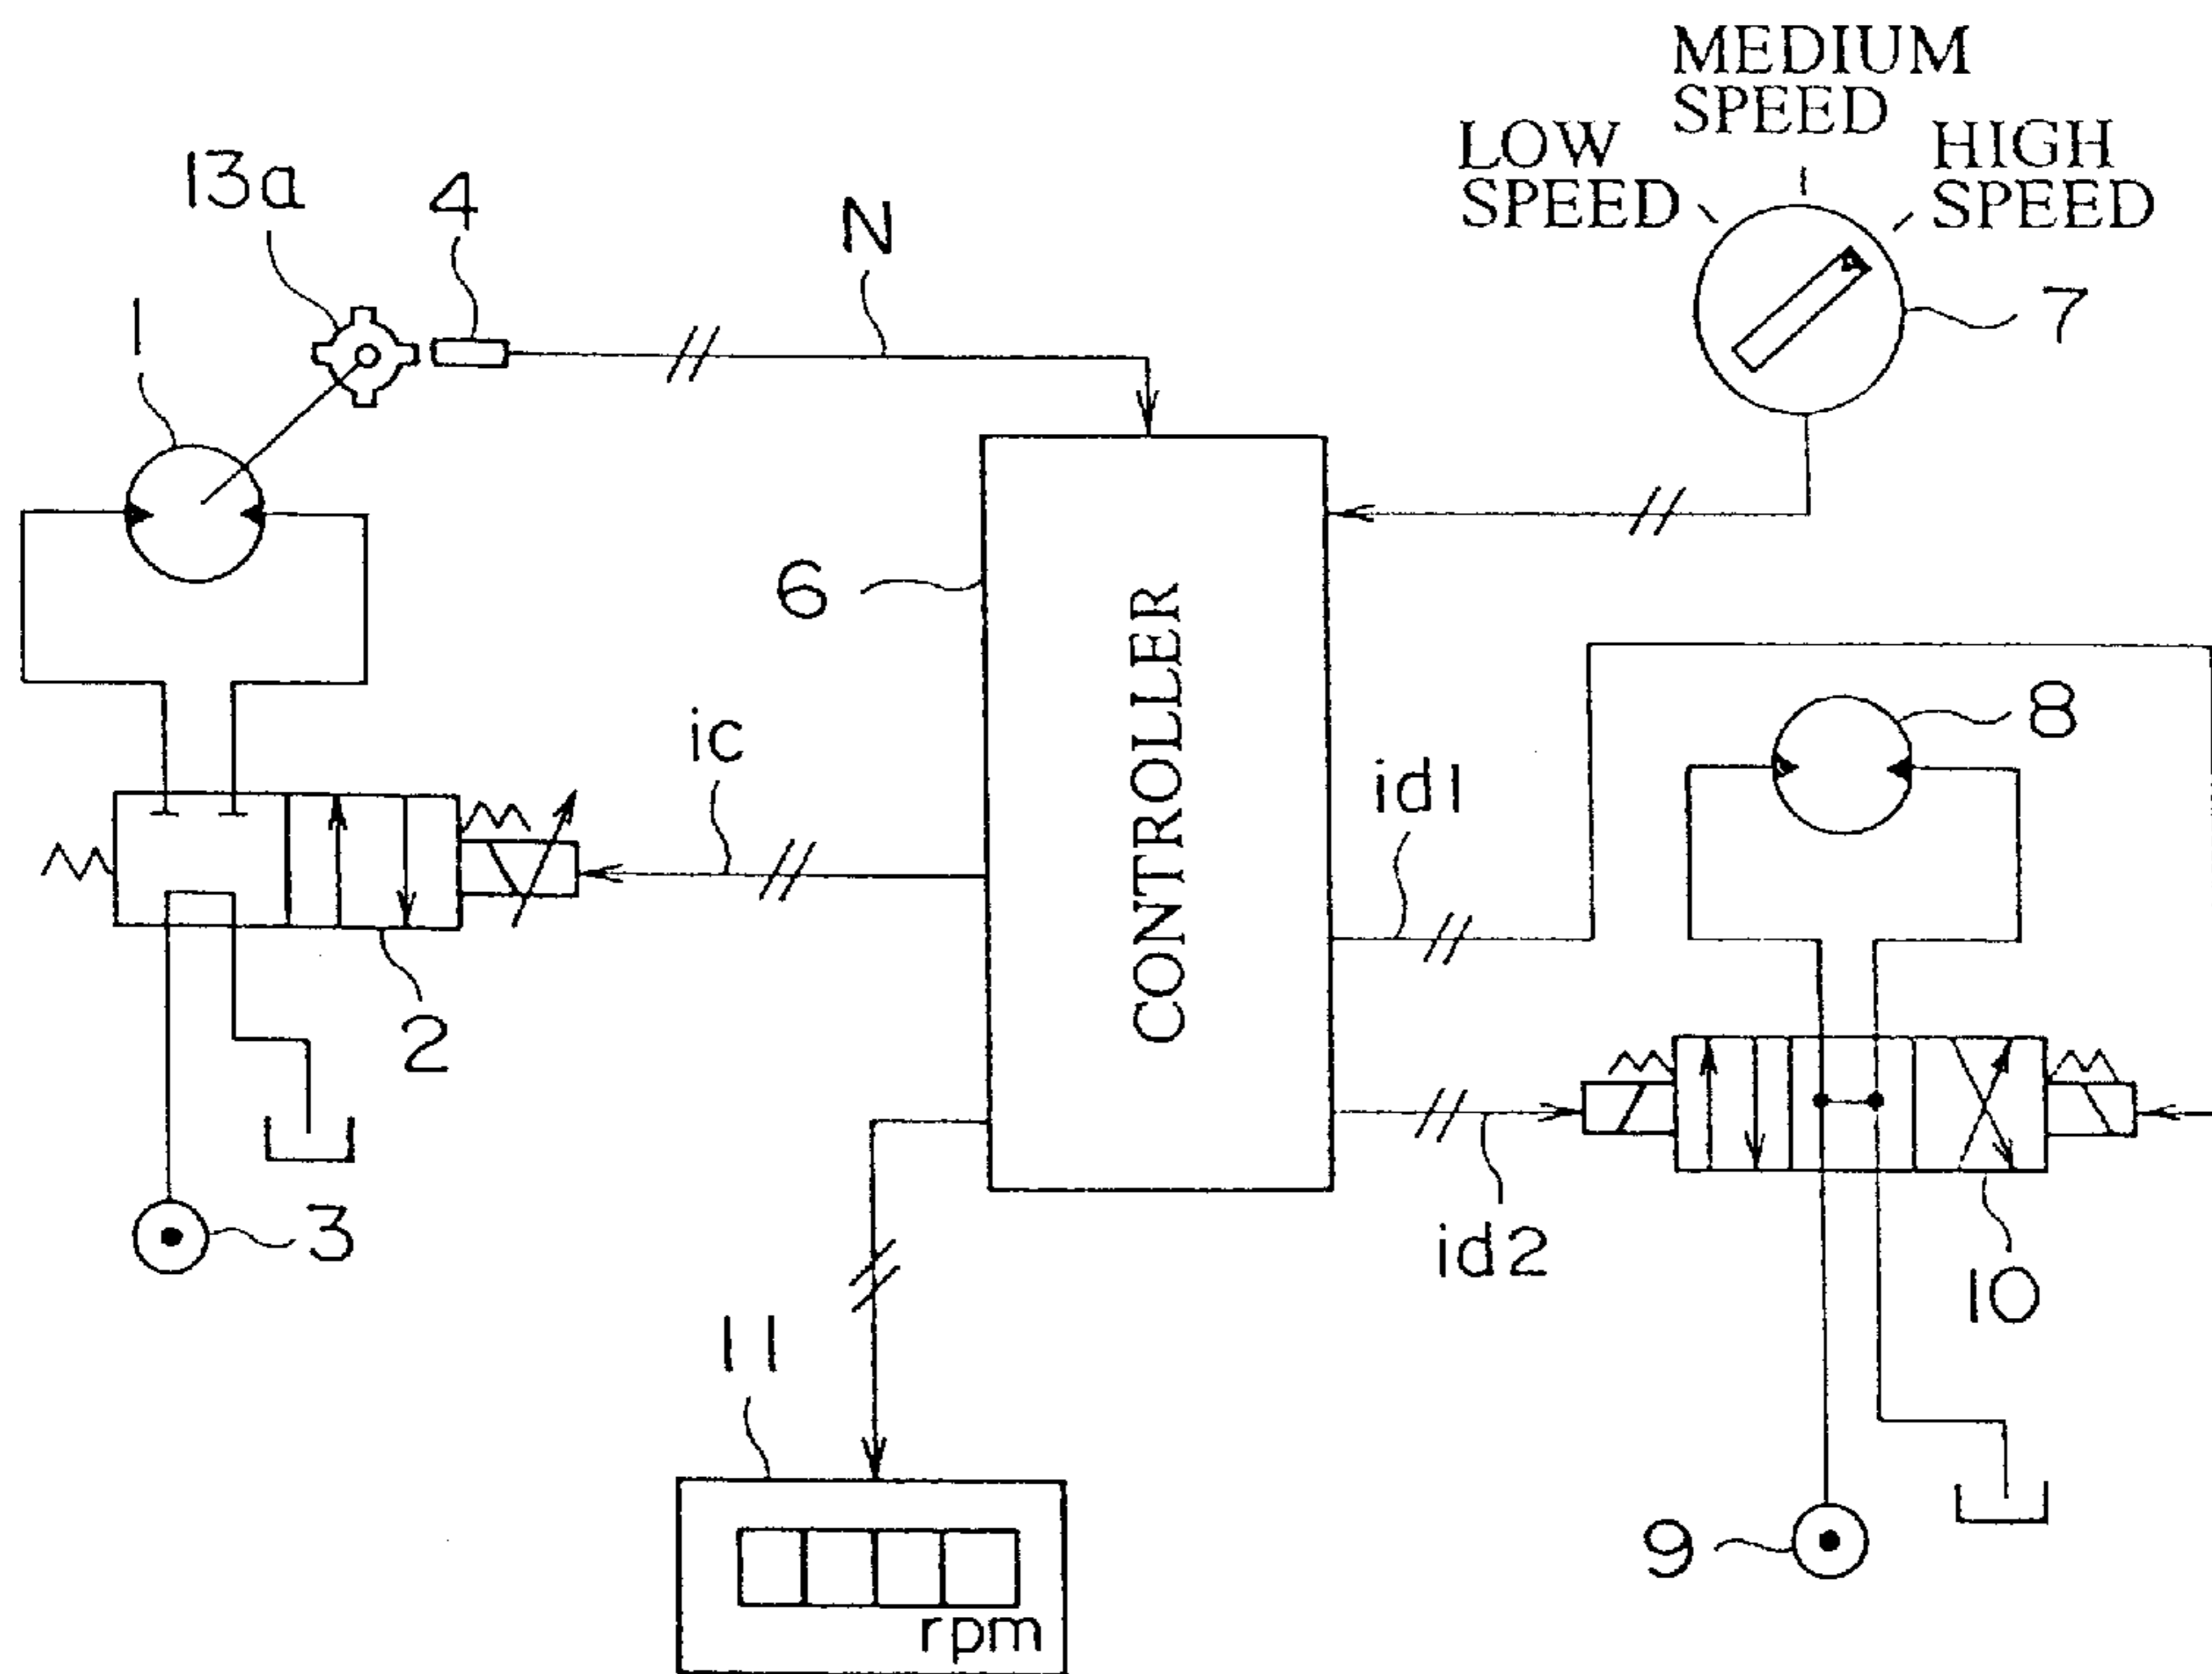 MEDIUM
SPEED
LOW
SPEED
HIGH
SPEED
13a
4
N
7
1
6
CONTROLLER
8
ic
id1
2
3
id2
10
11
9
rpm